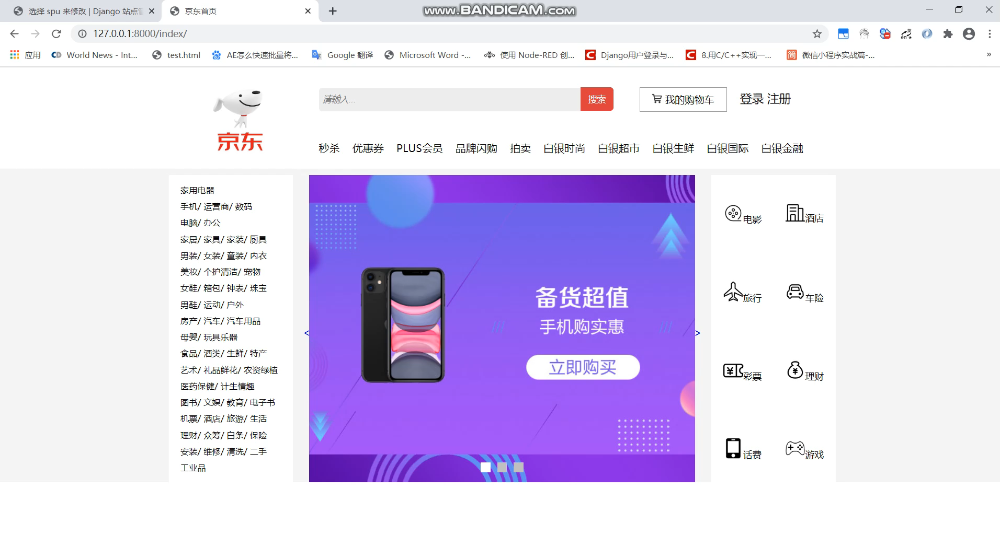 选择 spu 来修改 | Django 站点管
京东首页
www.BANDICAM.com
127.0.0.1:8000/index/
应用
World News - Int...
test.html
AE怎么快速批量将...
Google 翻译
Microsoft Word -...
使用 Node-RED 创...
Django用户登录与...
8.用C/C++实现一...
微信小程序实战篇-...
»
京东
请输入...
搜索
我的购物车
登录 注册
秒杀 优惠券 PLUS会员 品牌闪购 拍卖 白银时尚 白银超市 白银生鲜 白银国际 白银金融
家用电器
手机/ 运营商/ 数码
电脑/ 办公
家居/ 家具/ 家装/ 厨具
男装/ 女装/ 童装/ 内衣
美妆/ 个护清洁/ 宠物
女鞋/ 箱包/ 钟表/ 珠宝
男鞋/ 运动/ 户外
房产/ 汽车/ 汽车用品
母婴/ 玩具乐器
食品/ 酒类/ 生鲜/ 特产
艺术/ 礼品鲜花/ 农资绿植
医药保健/ 计生情趣
图书/ 文娱/ 教育/ 电子书
机票/ 酒店/ 旅游/ 生活
理财/ 众筹/ 白条/ 保险
安装/ 维修/ 清洗/ 二手
工业品
<
备货超值
手机购实惠
立即购买
>
电影
酒店
旅行
车险
彩票
理财
话费
游戏